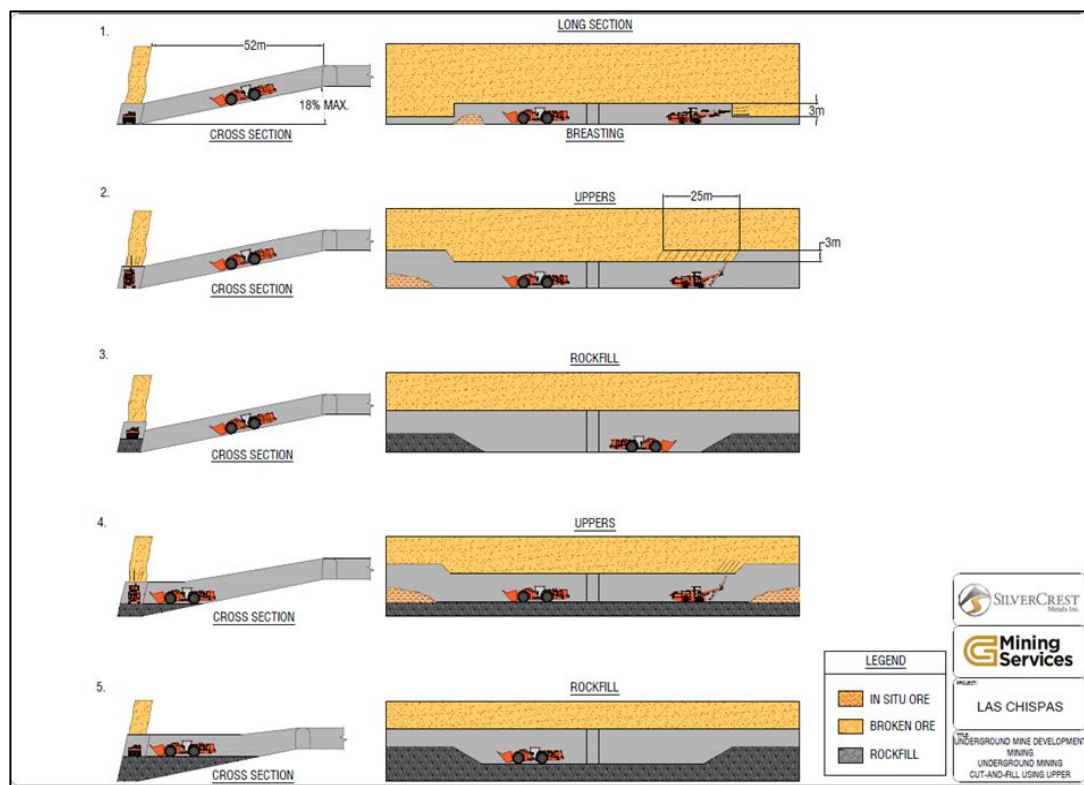 LONG SECTION
1.
52m
18% MAX.
3m
CROSS SECTION
BREASTING
2.
UPPERS
25m
3m
CROSS SECTION
3.
ROCKFILL
CROSS SECTION
4.
UPPERS
CROSS SECTION
5.
ROCKFILL
CROSS SECTION
LEGEND
IN SITU ORE
BROKEN ORE
ROCKFILL
SILVERCREST
Metals Inc.
G Mining
Services
PROJECT:
LAS CHISPAS
TITLE:
UNDERGROUND MINE DEVELOPMENT
MINING
UNDERGROUND MINING
CUT-AND-FILL USING UPPER